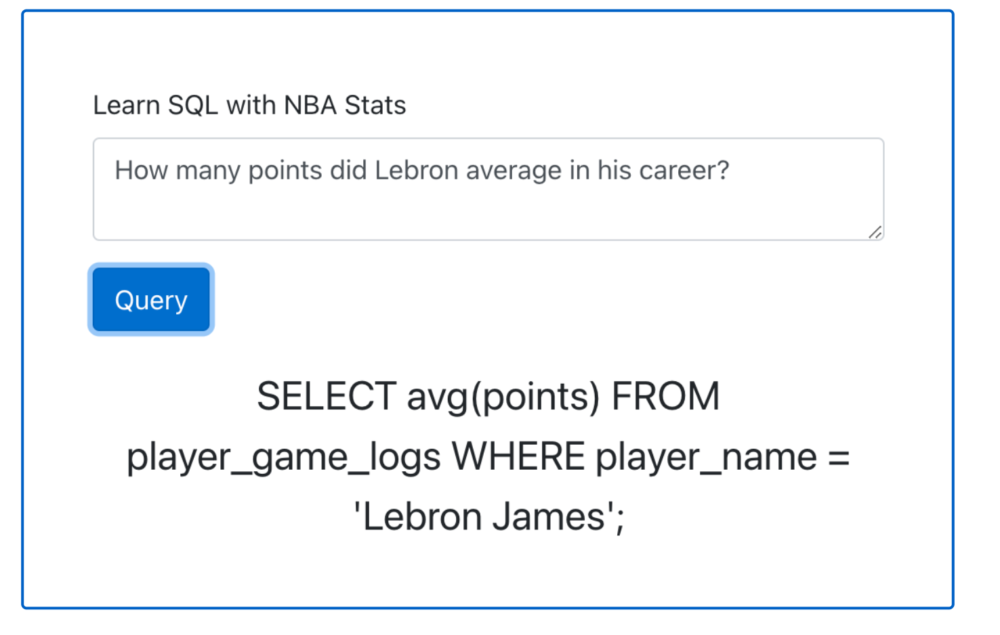 Learn SQL with NBA Stats
How many points did Lebron average in his career?
Query
SELECT avg(points) FROM
player_game_logs WHERE player_name =
'Lebron James';